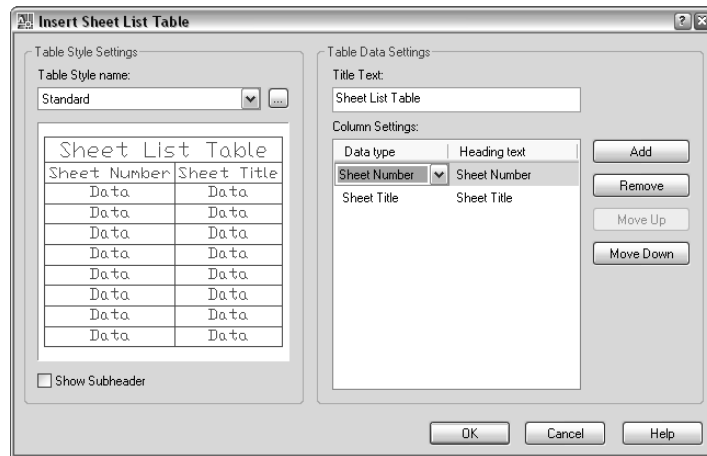 Insert Sheet List Table
Table Style Settings
Table Style name:
Standard
...
Sheet List Table
Sheet Number Sheet Title
Data Data
Data Data
Data Data
Data Data
Data Data
Data Data
Data Data
Data Data
Show Subheader
Table Data Settings
Title Text:
Sheet List Table
Column Settings:
Data type Heading text
Sheet Number Sheet Number
Sheet Title Sheet Title
Add
Remove
Move Up
Move Down
OK Cancel Help